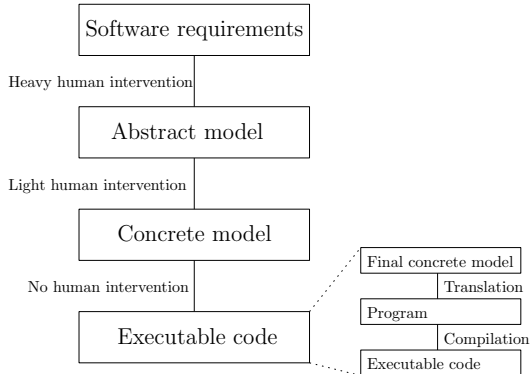 Software requirements
Heavy human intervention
Abstract model
Light human intervention
Concrete model
No human intervention
Executable code
Final concrete model
Translation
Program
Compilation
Executable code